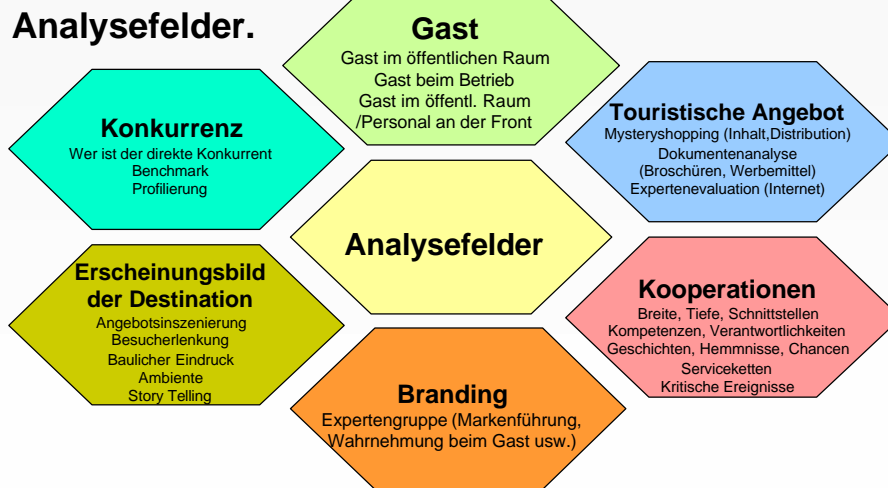 Analysefelder.
Gast
Gast im öffentlichen Raum
Gast beim Betrieb
Gast im öffentl. Raum
/Personal an der Front
Konkurrenz
Wer ist der direkte Konkurrent
Benchmark
Profilierung
Touristische Angebot
Mysteryshopping (Inhalt,Distribution)
Dokumentenanalyse
(Broschüren, Werbemittel)
Expertenevaluation (Internet)
Analysefelder
Erscheinungsbild
der Destination
Angebotsinszenierung
Besucherlenkung
Baulicher Eindruck
Ambiente
Story Telling
Kooperationen
Breite, Tiefe, Schnittstellen
Kompetenzen, Verantwortlichkeiten
Geschichten, Hemmnisse, Chancen
Serviceketten
Kritische Ereignisse
Branding
Expertengruppe (Markenführung,
Wahrnehmung beim Gast usw.)